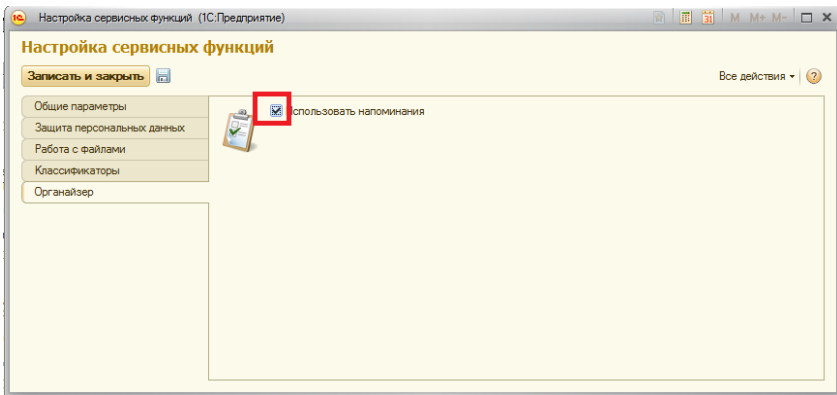 Настройка сервисных функций (1С:Предприятие)
31 M M+ M-
Настройка сервисных функций
Записать и закрыть
Все действия
?
Общие параметры
Защита персональных данных
Работа с файлами
Классификаторы
Органайзер
Использовать напоминания